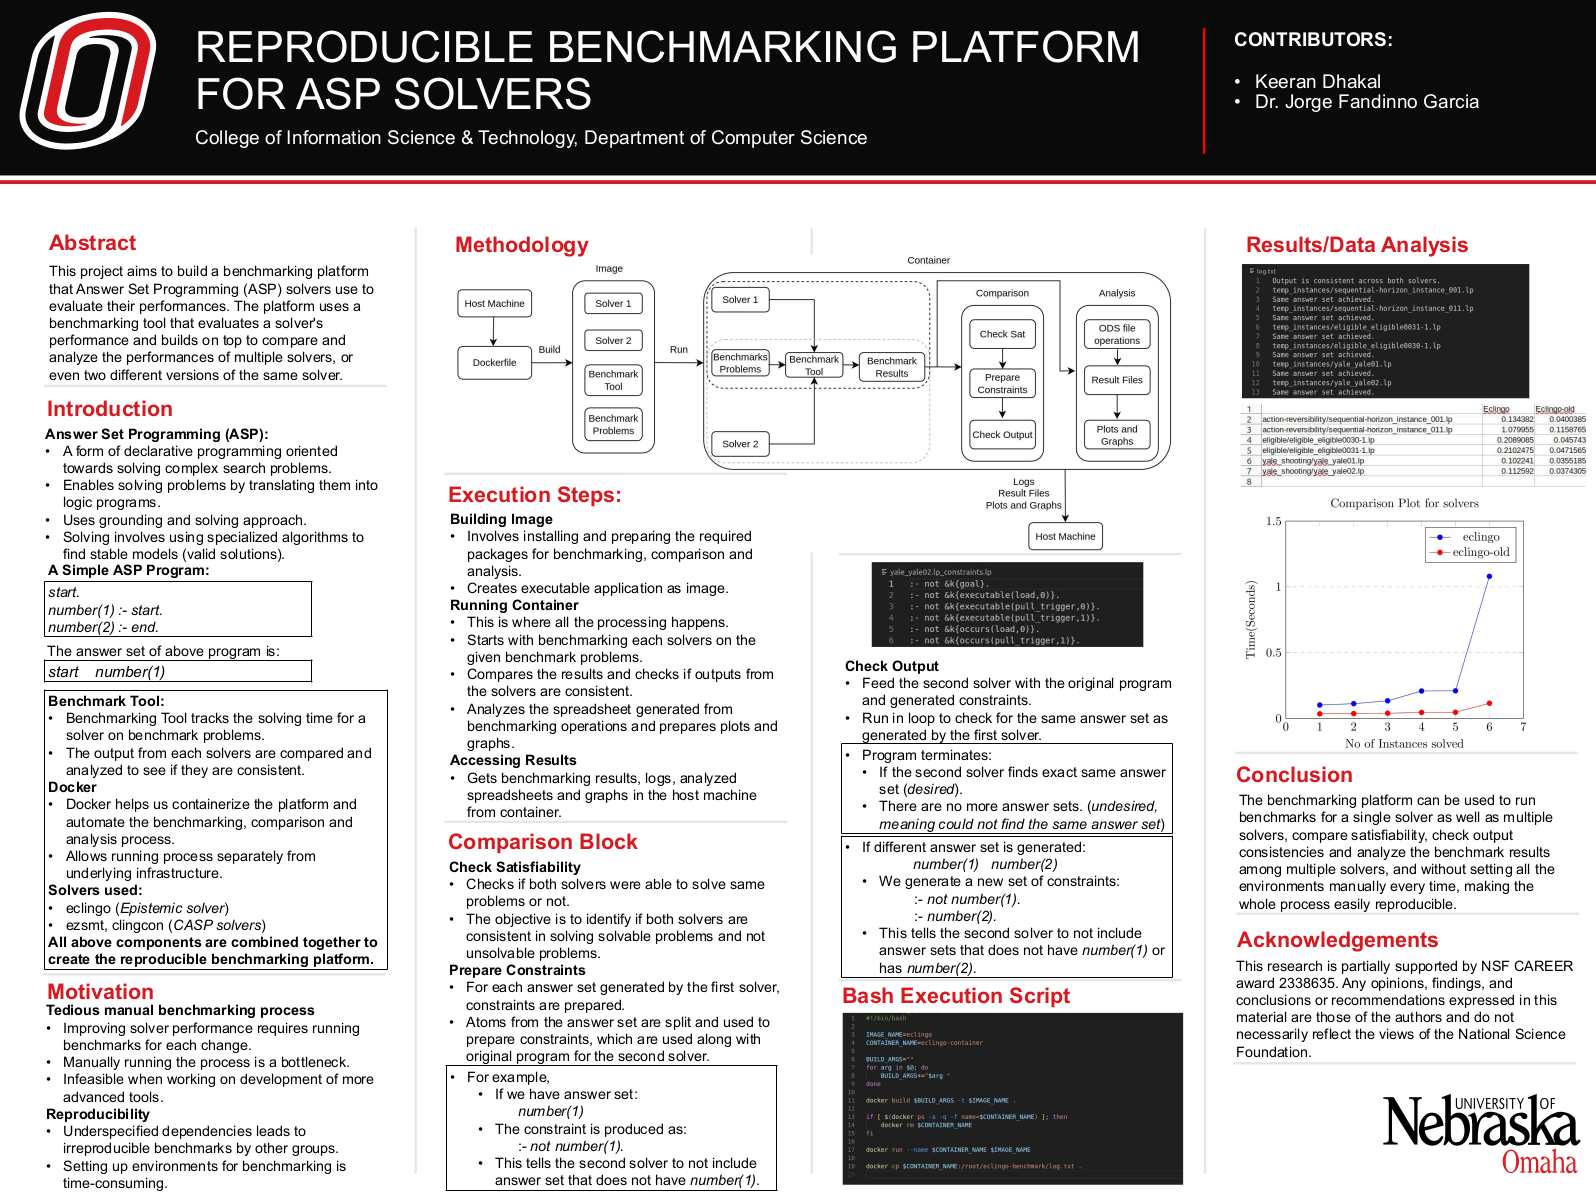 REPRODUCIBLE BENCHMARKING PLATFORM
FOR ASP SOLVERS
College of Information Science & Technology, Department of Computer Science
CONTRIBUTORS:
• Keeran Dhakal
• Dr. Jorge Fandinno Garcia
Abstract
This project aims to build a benchmarking platform
that Answer Set Programming (ASP) solvers use to
evaluate their performances. The platform uses a
benchmarking tool that evaluates a solver's
performance and builds on top to compare and
analyze the performances of multiple solvers, or
even two different versions of the same solver.
Introduction
Answer Set Programming (ASP):
• A form of declarative programming oriented
towards solving complex search problems.
• Enables solving problems by translating them into
logic programs.
• Uses grounding and solving approach.
• Solving involves using specialized algorithms to
find stable models (valid solutions).
A Simple ASP Program:
start.
number(1) :- start.
number(2) :- end.
The answer set of above program is:
start number(1)
Benchmark Tool:
• Benchmarking Tool tracks the solving time for a
solver on benchmark problems.
• The output from each solvers are compared and
analyzed to see if they are consistent.
Docker
• Docker helps us containerize the platform and
automate the benchmarking, comparison and
analysis process.
• Allows running process separately from
underlying infrastructure.
Solvers used:
• eclingo (Epistemic solver)
• ezsmt, clingcon (CASP solvers)
All above components are combined together to
create the reproducible benchmarking platform.
Motivation
Tedious manual benchmarking process
• Improving solver performance requires running
benchmarks for each change.
• Manually running the process is a bottleneck.
• Infeasible when working on development of more
advanced tools.
Reproducibility
• Underspecified dependencies leads to
irreproducible benchmarks by other groups.
• Setting up environments for benchmarking is
time-consuming.
Methodology
Host Machine
Dockerfile
Build
Image
Solver 1
Solver 2
Benchmark
Tool
Benchmark
Problems
Run
Container
Solver 1
Benchmarks
Problems
Benchmark
Tool
Benchmark
Results
Solver 2
Comparison
Check Sat
Prepare
Constraints
Check Output
Analysis
ODS file
operations
Result Files
Plots and
Graphs
Logs
Result Files
Plots and Graphs
Host Machine
Execution Steps:
Building Image
• Involves installing and preparing the required
packages for benchmarking, comparison and
analysis.
• Creates executable application as image.
Running Container
• This is where all the processing happens.
• Starts with benchmarking each solvers on the
given benchmark problems.
• Compares the results and checks if outputs from
the solvers are consistent.
• Analyzes the spreadsheet generated from
benchmarking operations and prepares plots and
graphs.
Accessing Results
• Gets benchmarking results, logs, analyzed
spreadsheets and graphs in the host machine
from container.
Comparison Block
Check Satisfiability
• Checks if both solvers were able to solve same
problems or not.
• The objective is to identify if both solvers are
consistent in solving solvable problems and not
unsolvable problems.
Prepare Constraints
• For each answer set generated by the first solver,
constraints are prepared.
• Atoms from the answer set are split and used to
prepare constraints, which are used along with
original program for the second solver.
• For example,
• If we have answer set:
number(1)
• The constraint is produced as:
:- not number(1).
• This tells the second solver to not include
answer set that does not have number(1).
yale_yale02.lp_constraints.lp
1 :- not &k{goal}.
2 :- not &k{executable(load,0)}.
3 :- not &k{executable(pull_trigger,0)}.
4 :- not &k{executable(pull_trigger,1)}.
5 :- not &k{occurs(load,0)}.
6 :- not &k{occurs(pull_trigger,1)}.
Check Output
• Feed the second solver with the original program
and generated constraints.
• Run in loop to check for the same answer set as
generated by the first solver.
• Program terminates:
• If the second solver finds exact same answer
set (desired).
• There are no more answer sets. (undesired,
meaning could not find the same answer set)
• If different answer set is generated:
number(1) number(2)
• We generate a new set of constraints:
:- not number(1).
:- number(2).
• This tells the second solver to not include
answer sets that does not have number(1) or
has number(2).
Bash Execution Script
1 #!/bin/bash
2
3 IMAGE_NAME=eclingo
4 CONTAINER_NAME=eclingo-container
5
6 BUILD_ARGS=""
7 for arg in $@; do
8 BUILD_ARGS+="$arg "
9 done
10
11 docker build $BUILD_ARGS -t $IMAGE_NAME .
12
13 if [ $(docker ps -a -q -f name=$CONTAINER_NAME) ]; then
14 docker rm $CONTAINER_NAME
15 fi
16
17 docker run --name $CONTAINER_NAME $IMAGE_NAME
18
19 docker cp $CONTAINER_NAME:/root/eclingo-benchmark/log.txt .
Results/Data Analysis
log.txt
1 Output is consistent across both solvers.
2 temp_instances/sequential-horizon_instance_001.lp
3 Same answer set achieved.
4 temp_instances/sequential-horizon_instance_011.lp
5 Same answer set achieved.
6 temp_instances/eligible_eligible0031-1.lp
7 Same answer set achieved.
8 temp_instances/eligible_eligible0030-1.lp
9 Same answer set achieved.
10 temp_instances/yale_yale01.lp
11 Same answer set achieved.
12 temp_instances/yale_yale02.lp
13 Same answer set achieved.
1 Eclingo Eclingo-old
2 action-reversibility/sequential-horizon_instance_001.lp 0.134382 0.0400385
3 action-reversibility/sequential-horizon_instance_011.lp 1.079955 0.1158765
4 eligible/eligible_eligible0030-1.lp 0.2089085 0.045743
5 eligible/eligible_eligible0031-1.lp 0.2102475 0.0471565
6 yale_shooting/yale_yale01.lp 0.102241 0.0355185
7 yale_shooting/yale_yale02.lp 0.112592 0.0374305
8
Comparison Plot for solvers
eclingo
eclingo-old
Time(Seconds)
1.5
1
0.5
0
0 1 2 3 4 5 6 7
No of Instances solved
Conclusion
The benchmarking platform can be used to run
benchmarks for a single solver as well as multiple
solvers, compare satisfiability, check output
consistencies and analyze the benchmark results
among multiple solvers, and without setting all the
environments manually every time, making the
whole process easily reproducible.
Acknowledgements
This research is partially supported by NSF CAREER
award 2338635. Any opinions, findings, and
conclusions or recommendations expressed in this
material are those of the authors and do not
necessarily reflect the views of the National Science
Foundation.
UNIVERSITY OF
Nebraska
Omaha